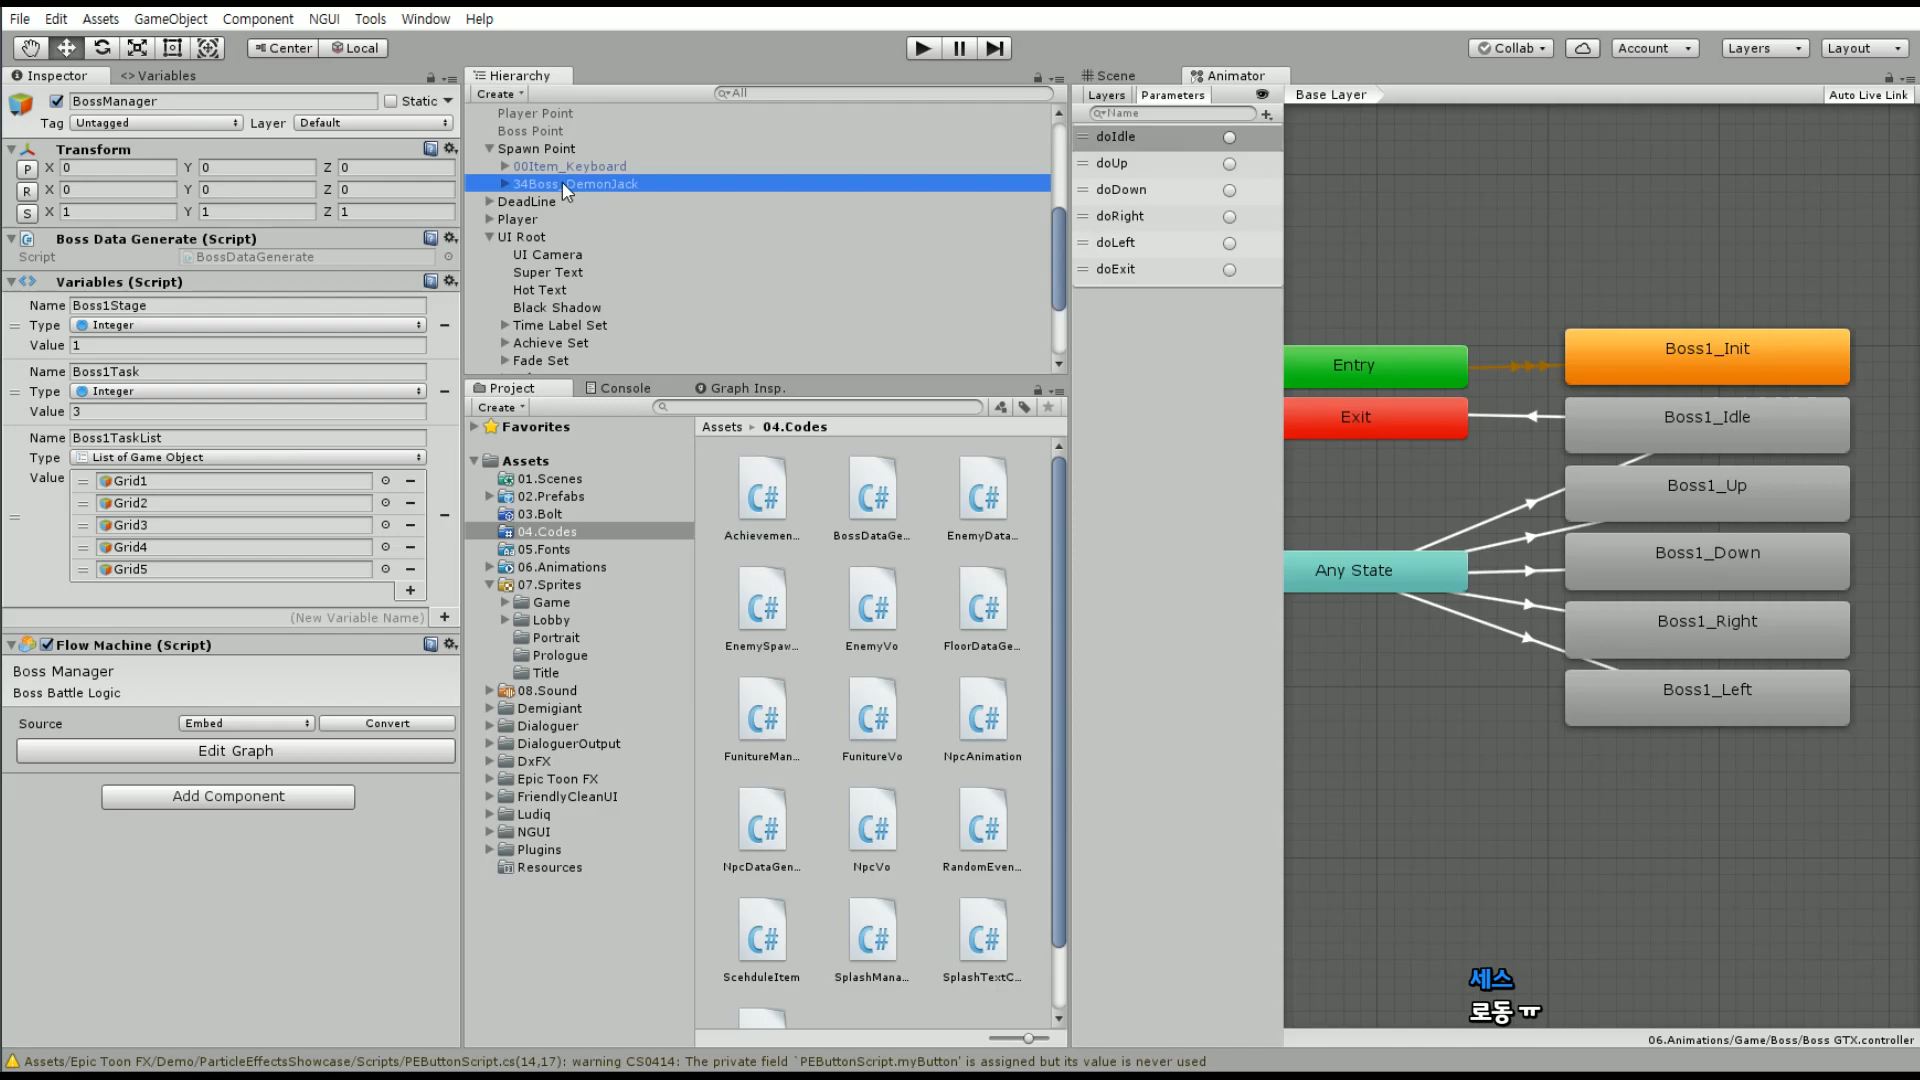 File Edit Assets GameObject Component NGUI Tools Window Help
Center Local Collab Account Layers Layout
Inspector <> Variables
BossManager Static
Tag Untagged Layer Default
Transform
P X 0 Y 0 Z 0
R X 0 Y 0 Z 0
S X 1 Y 1 Z 1
Boss Data Generate (Script)
Script BossDataGenerate
Variables (Script)
Name Boss1Stage
Type Integer
Value 1
Name Boss1Task
Type Integer
Value 3
Name Boss1TaskList
Type List of Game Object
Value Grid1
Grid2
Grid3
Grid4
Grid5
(New Variable Name)
Flow Machine (Script)
Boss Manager
Boss Battle Logic
Source Embed Convert
Edit Graph
Add Component
Hierarchy
Create All
Player Point
Boss Point
Spawn Point
00Item_Keyboard
34Boss_DemonJack
DeadLine
Player
UI Root
UI Camera
Super Text
Hot Text
Black Shadow
Time Label Set
Achieve Set
Fade Set
Project Console Graph Insp.
Create
Favorites
Assets
01.Scenes
02.Prefabs
03.Bolt
04.Codes
05.Fonts
06.Animations
07.Sprites
Game
Lobby
Portrait
Prologue
Title
08.Sound
Demigiant
Dialoguer
DialoguerOutput
DxFX
Epic Toon FX
FriendlyCleanUI
Ludiq
NGUI
Plugins
Resources
Assets ▸ 04.Codes
Achievemen... BossDataGe... EnemyData...
EnemySpaw... EnemyVo FloorDataGe...
FunitureMan... FunitureVo NpcAnimation
NpcDataGen... NpcVo RandomEven...
ScehduleItem SplashMana... SplashTextC...
Scene Animator
Layers Parameters Base Layer Auto Live Link
Name
doIdle
doUp
doDown
doRight
doLeft
doExit
Entry
Exit
Any State
Boss1_Init
Boss1_Idle
Boss1_Up
Boss1_Down
Boss1_Right
Boss1_Left
세스
로동 ㅠ
06.Animations/Game/Boss/Boss GTX.controller
Assets/Epic Toon FX/Demo/ParticleEffectsShowcase/Scripts/PEButtonScript.cs(14,17): warning CS0414: The private field `PEButtonScript.myButton' is assigned but its value is never used